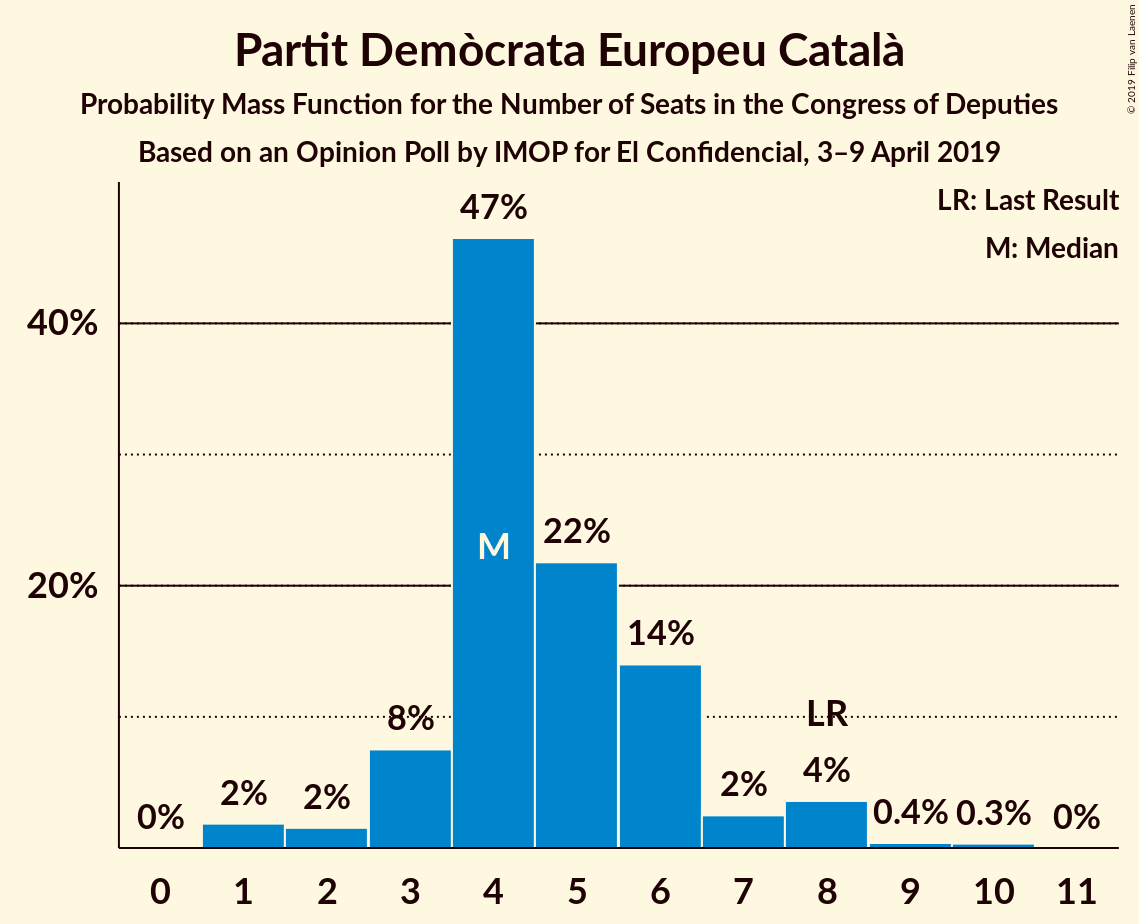 Partit Demòcrata Europeu Català
Probability Mass Function for the Number of Seats in the Congress of Deputies
Based on an Opinion Poll by IMOP for El Confidencial, 3–9 April 2019
© 2019 Filip van Laenen
LR: Last Result
M: Median
40%
20%
0%
2%
2%
8%
47%
M
22%
14%
2%
LR
4%
0.4%
0.3%
0%
0 1 2 3 4 5 6 7 8 9 10 11